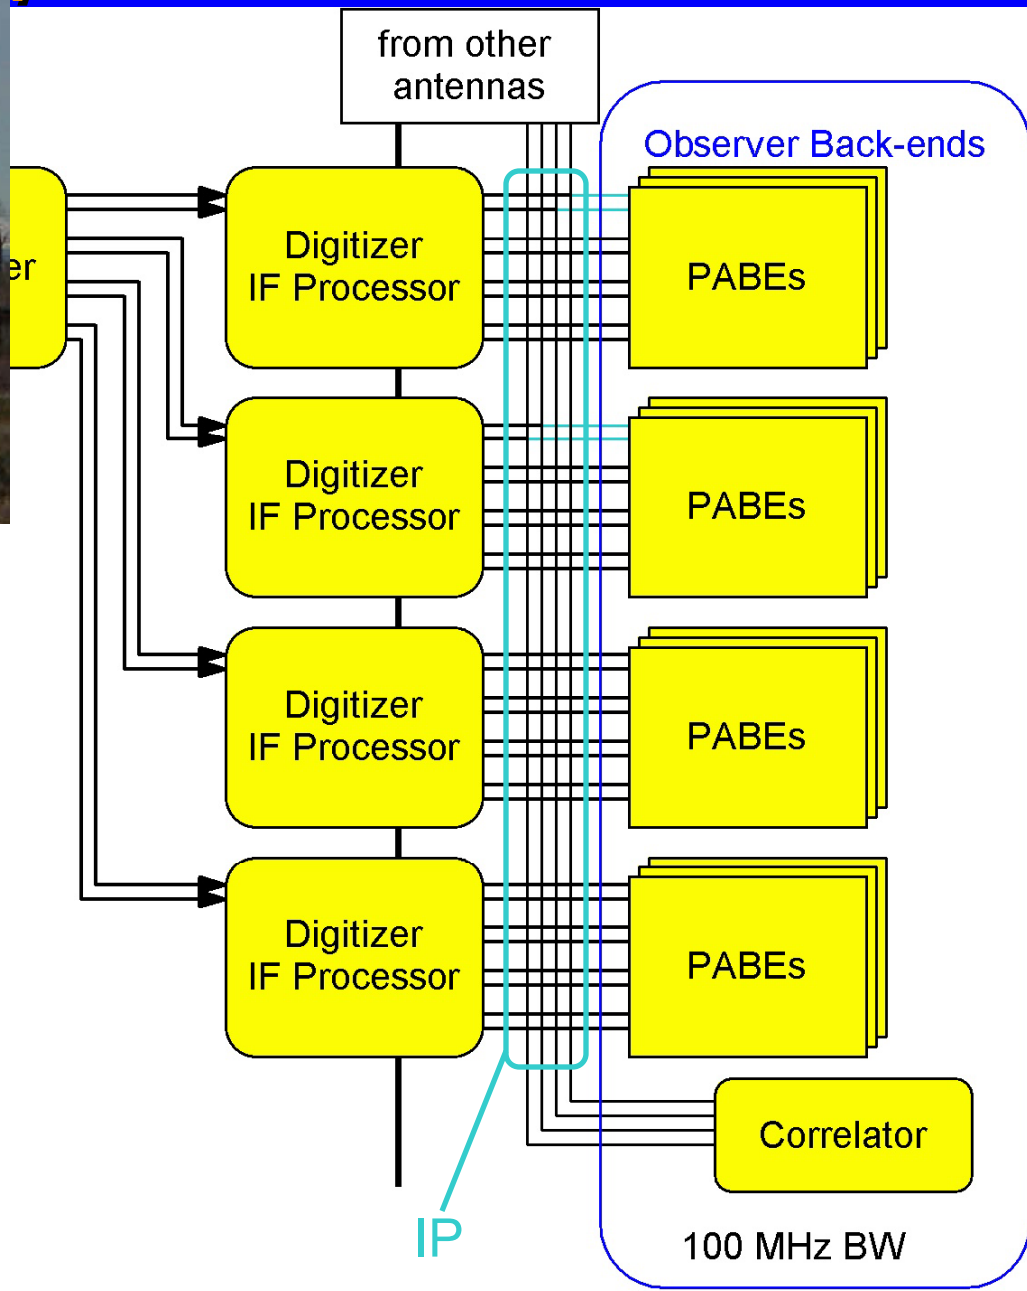 from other
antennas
Observer Back-ends
er
Digitizer
IF Processor
PABEs
Digitizer
IF Processor
PABEs
Digitizer
IF Processor
PABEs
Digitizer
IF Processor
PABEs
Correlator
IP
100 MHz BW